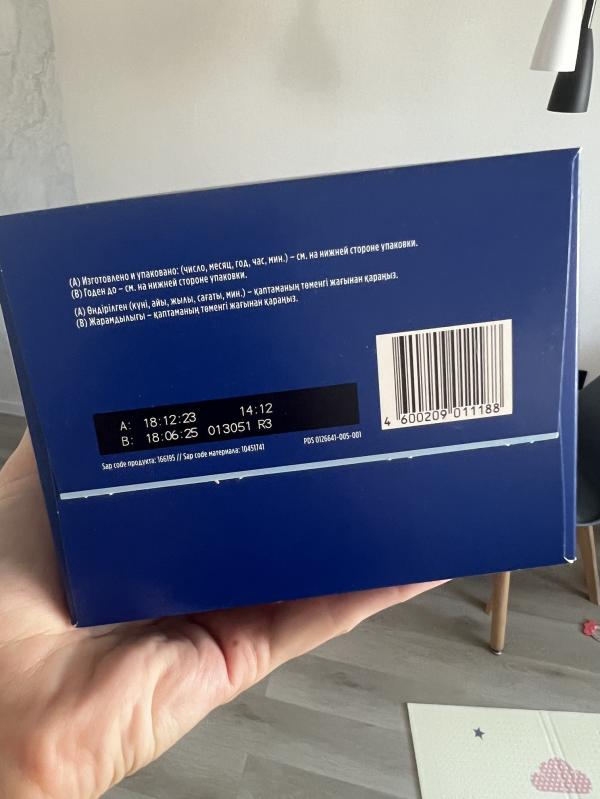 (А) Изготовлено и упаковано: (число, месяц, год, час, мин.) – см. на нижней стороне упаковки.
(В) Годен до – см. на нижней стороне упаковки.
(А) Өндірілген (күні, айы, жылы, сағаты, мин.) – қаптаманың төменгі жағынан қараңыз.
(В) Жарамдылығы – қаптаманың төменгі жағынан қараңыз.
A: 18:12:23 14:12
B: 18:06:25 013051 R3
4 600209 011188
Sap code продукта: 166195 // Sap code материала: 10451741
PDS 0126641-005-001